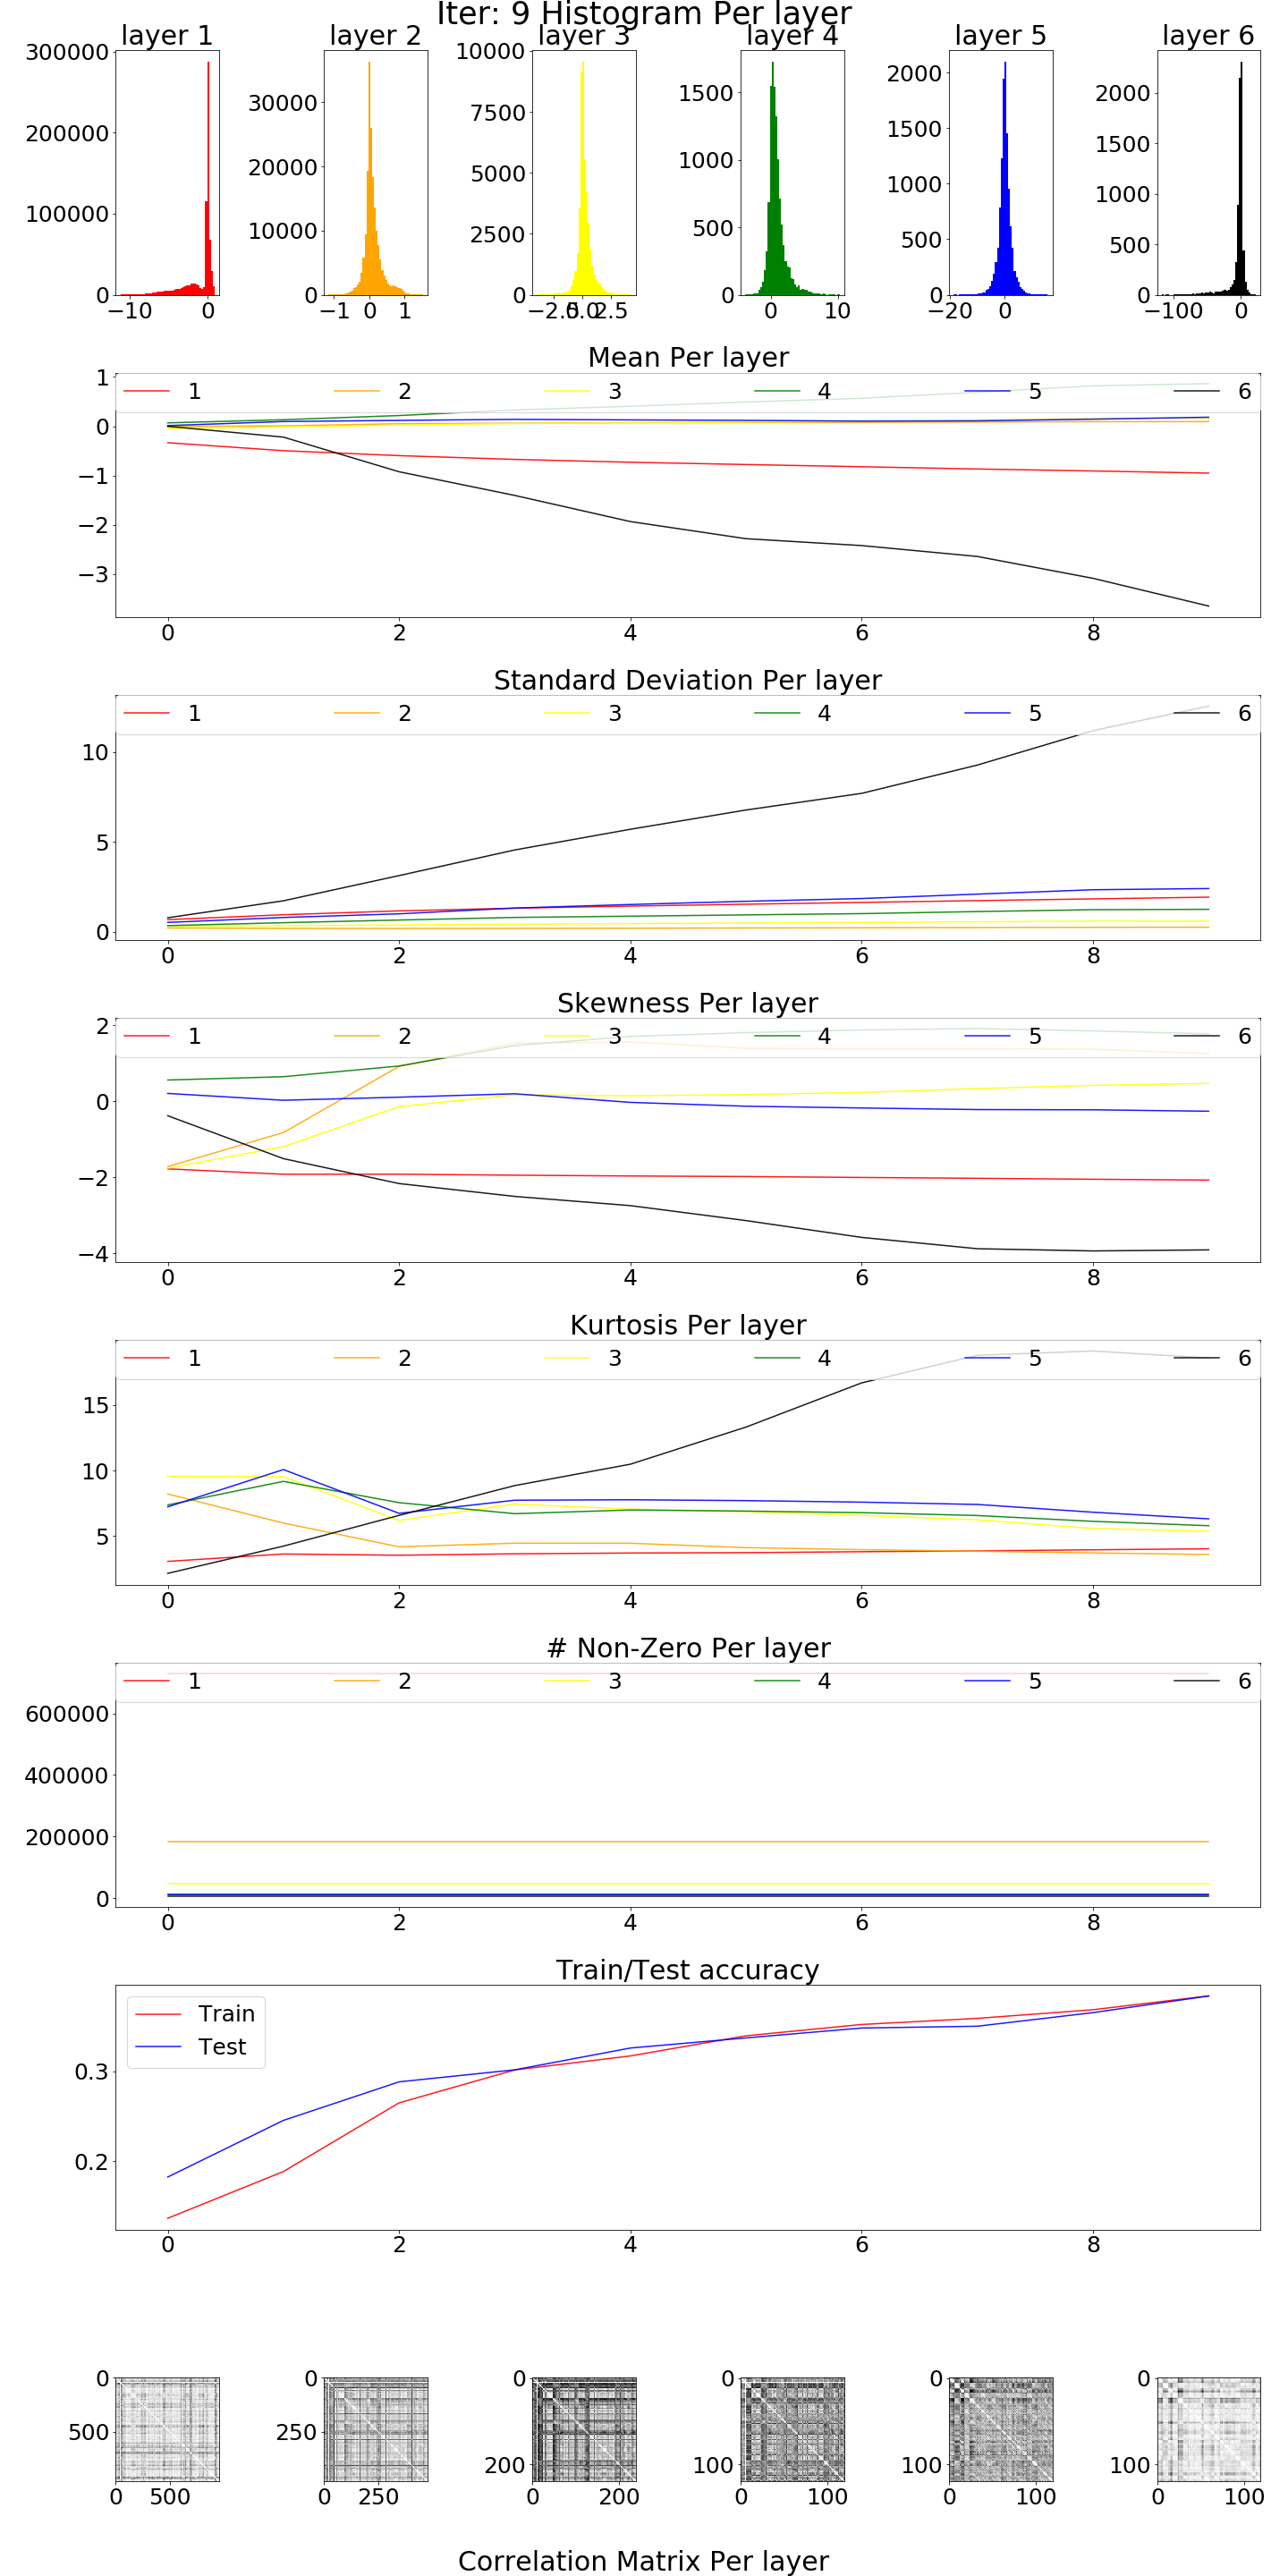 Iter: 9 Histogram Per layer
layer 1 layer 2 layer 3 layer 4 layer 5 layer 6
300000 200000 100000 0
−10 0
30000 20000 10000 0
−1 0 1
10000 7500 5000 2500 0
−2.5 0.0 2.5
1500 1000 500 0
0 10
2000 1500 1000 500 0
−20 0
2000 1500 1000 500 0
−100 0
Mean Per layer
1 2 3 4 5 6
1
0
−1
−2
−3
0 2 4 6 8
Standard Deviation Per layer
1 2 3 4 5 6
10
5
0
0 2 4 6 8
Skewness Per layer
1 2 3 4 5 6
2
0
−2
−4
0 2 4 6 8
Kurtosis Per layer
1 2 3 4 5 6
15
10
5
0 2 4 6 8
# Non-Zero Per layer
1 2 3 4 5 6
600000
400000
200000
0
0 2 4 6 8
Train/Test accuracy
Train
Test
0.3
0.2
0 2 4 6 8
0 500
0 500
0 250
0 250
0 200
0 200
0 100
0 100
0 100
0 100
0 100
0 100
Correlation Matrix Per layer